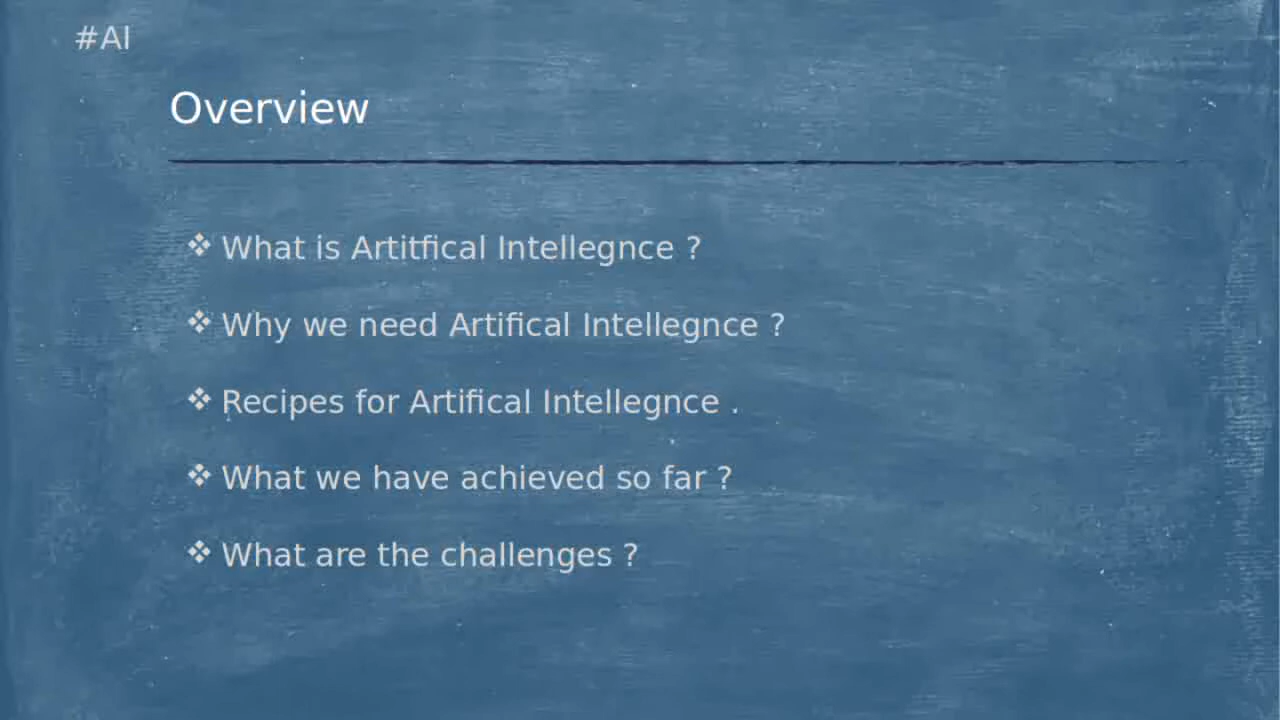 #AI
Overview
❖ What is Artitfical Intellegnce ?
❖ Why we need Artifical Intellegnce ?
❖ Recipes for Artifical Intellegnce .
❖ What we have achieved so far ?
❖ What are the challenges ?